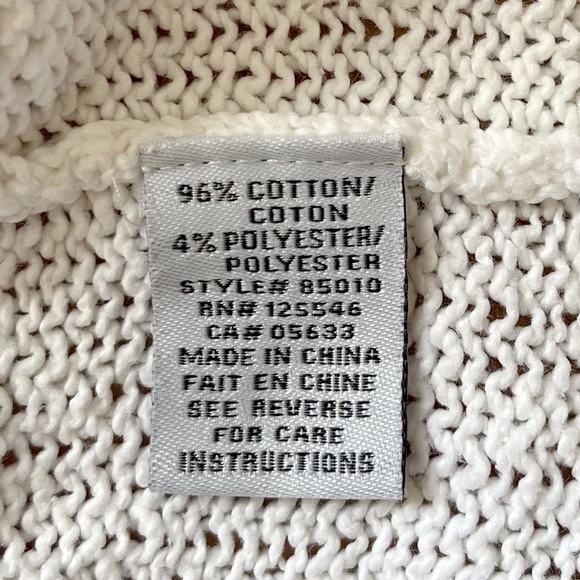 96% COTTON/
COTON
4% POLYESTER/
POLYESTER
STYLE# 85010
RN# 125546
CA# 05633
MADE IN CHINA
FAIT EN CHINE
SEE REVERSE
FOR CARE
INSTRUCTIONS